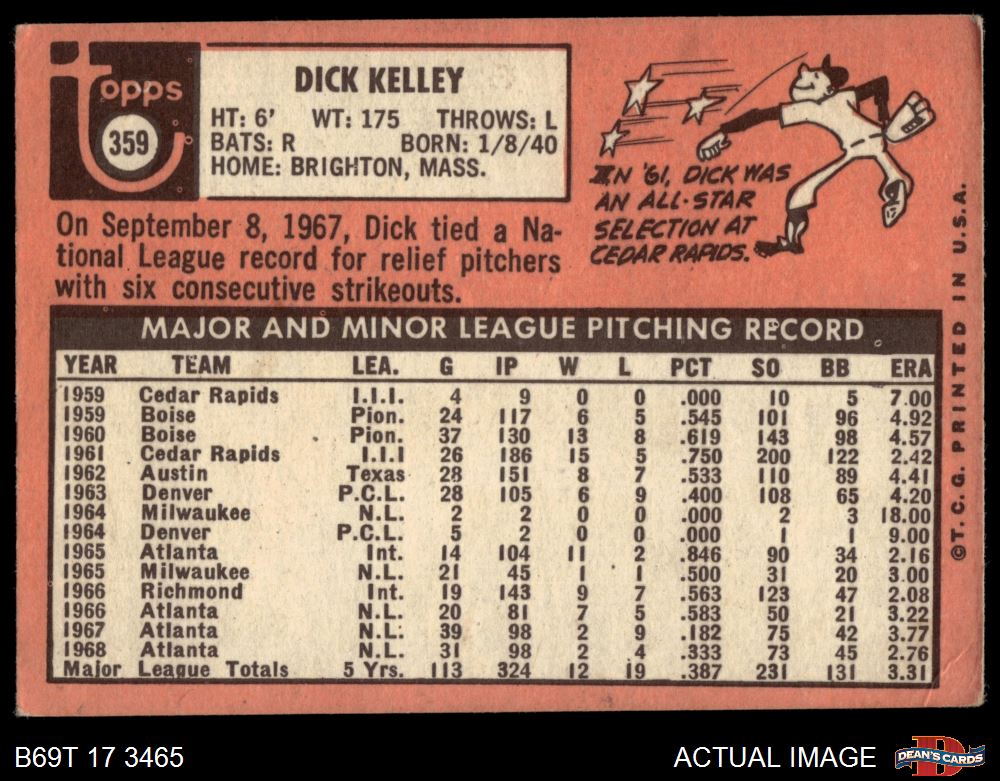 Topps
359
DICK KELLEY
HT: 6' WT: 175 THROWS: L
BATS: R BORN: 1/8/40
HOME: BRIGHTON, MASS.
IN '61, DICK WAS
AN ALL-STAR
SELECTION AT
CEDAR RAPIDS.
On September 8, 1967, Dick tied a Na-
tional League record for relief pitchers
with six consecutive strikeouts.
MAJOR AND MINOR LEAGUE PITCHING RECORD
YEAR TEAM LEA. G IP W L PCT SO BB ERA
1959 Cedar Rapids I.I.I. 4 9 0 0 .000 10 5 7.00
1959 Boise Pion. 24 117 6 5 .545 101 96 4.92
1960 Boise Pion. 37 130 13 8 .619 143 98 4.57
1961 Cedar Rapids I.I.I 26 186 15 5 .750 200 122 2.42
1962 Austin Texas 28 151 8 7 .533 110 89 4.41
1963 Denver P.C.L. 28 105 6 9 .400 108 65 4.20
1964 Milwaukee N.L. 2 2 0 0 .000 2 3 18.00
1964 Denver P.C.L. 5 2 0 0 .000 1 1 9.00
1965 Atlanta Int. 14 104 11 2 .846 90 34 2.16
1965 Milwaukee N.L. 21 45 1 1 .500 31 20 3.00
1966 Richmond Int. 19 143 9 7 .563 123 47 2.08
1966 Atlanta N.L. 20 81 7 5 .583 50 21 3.22
1967 Atlanta N.L. 39 98 2 9 .182 75 42 3.77
1968 Atlanta N.L. 31 98 2 4 .333 73 45 2.76
Major League Totals 5 Yrs. 113 324 12 19 .387 231 131 3.31
©T.C.G. PRINTED IN U.S.A.
B69T 17 3465
ACTUAL IMAGE
DEAN'S CARDS